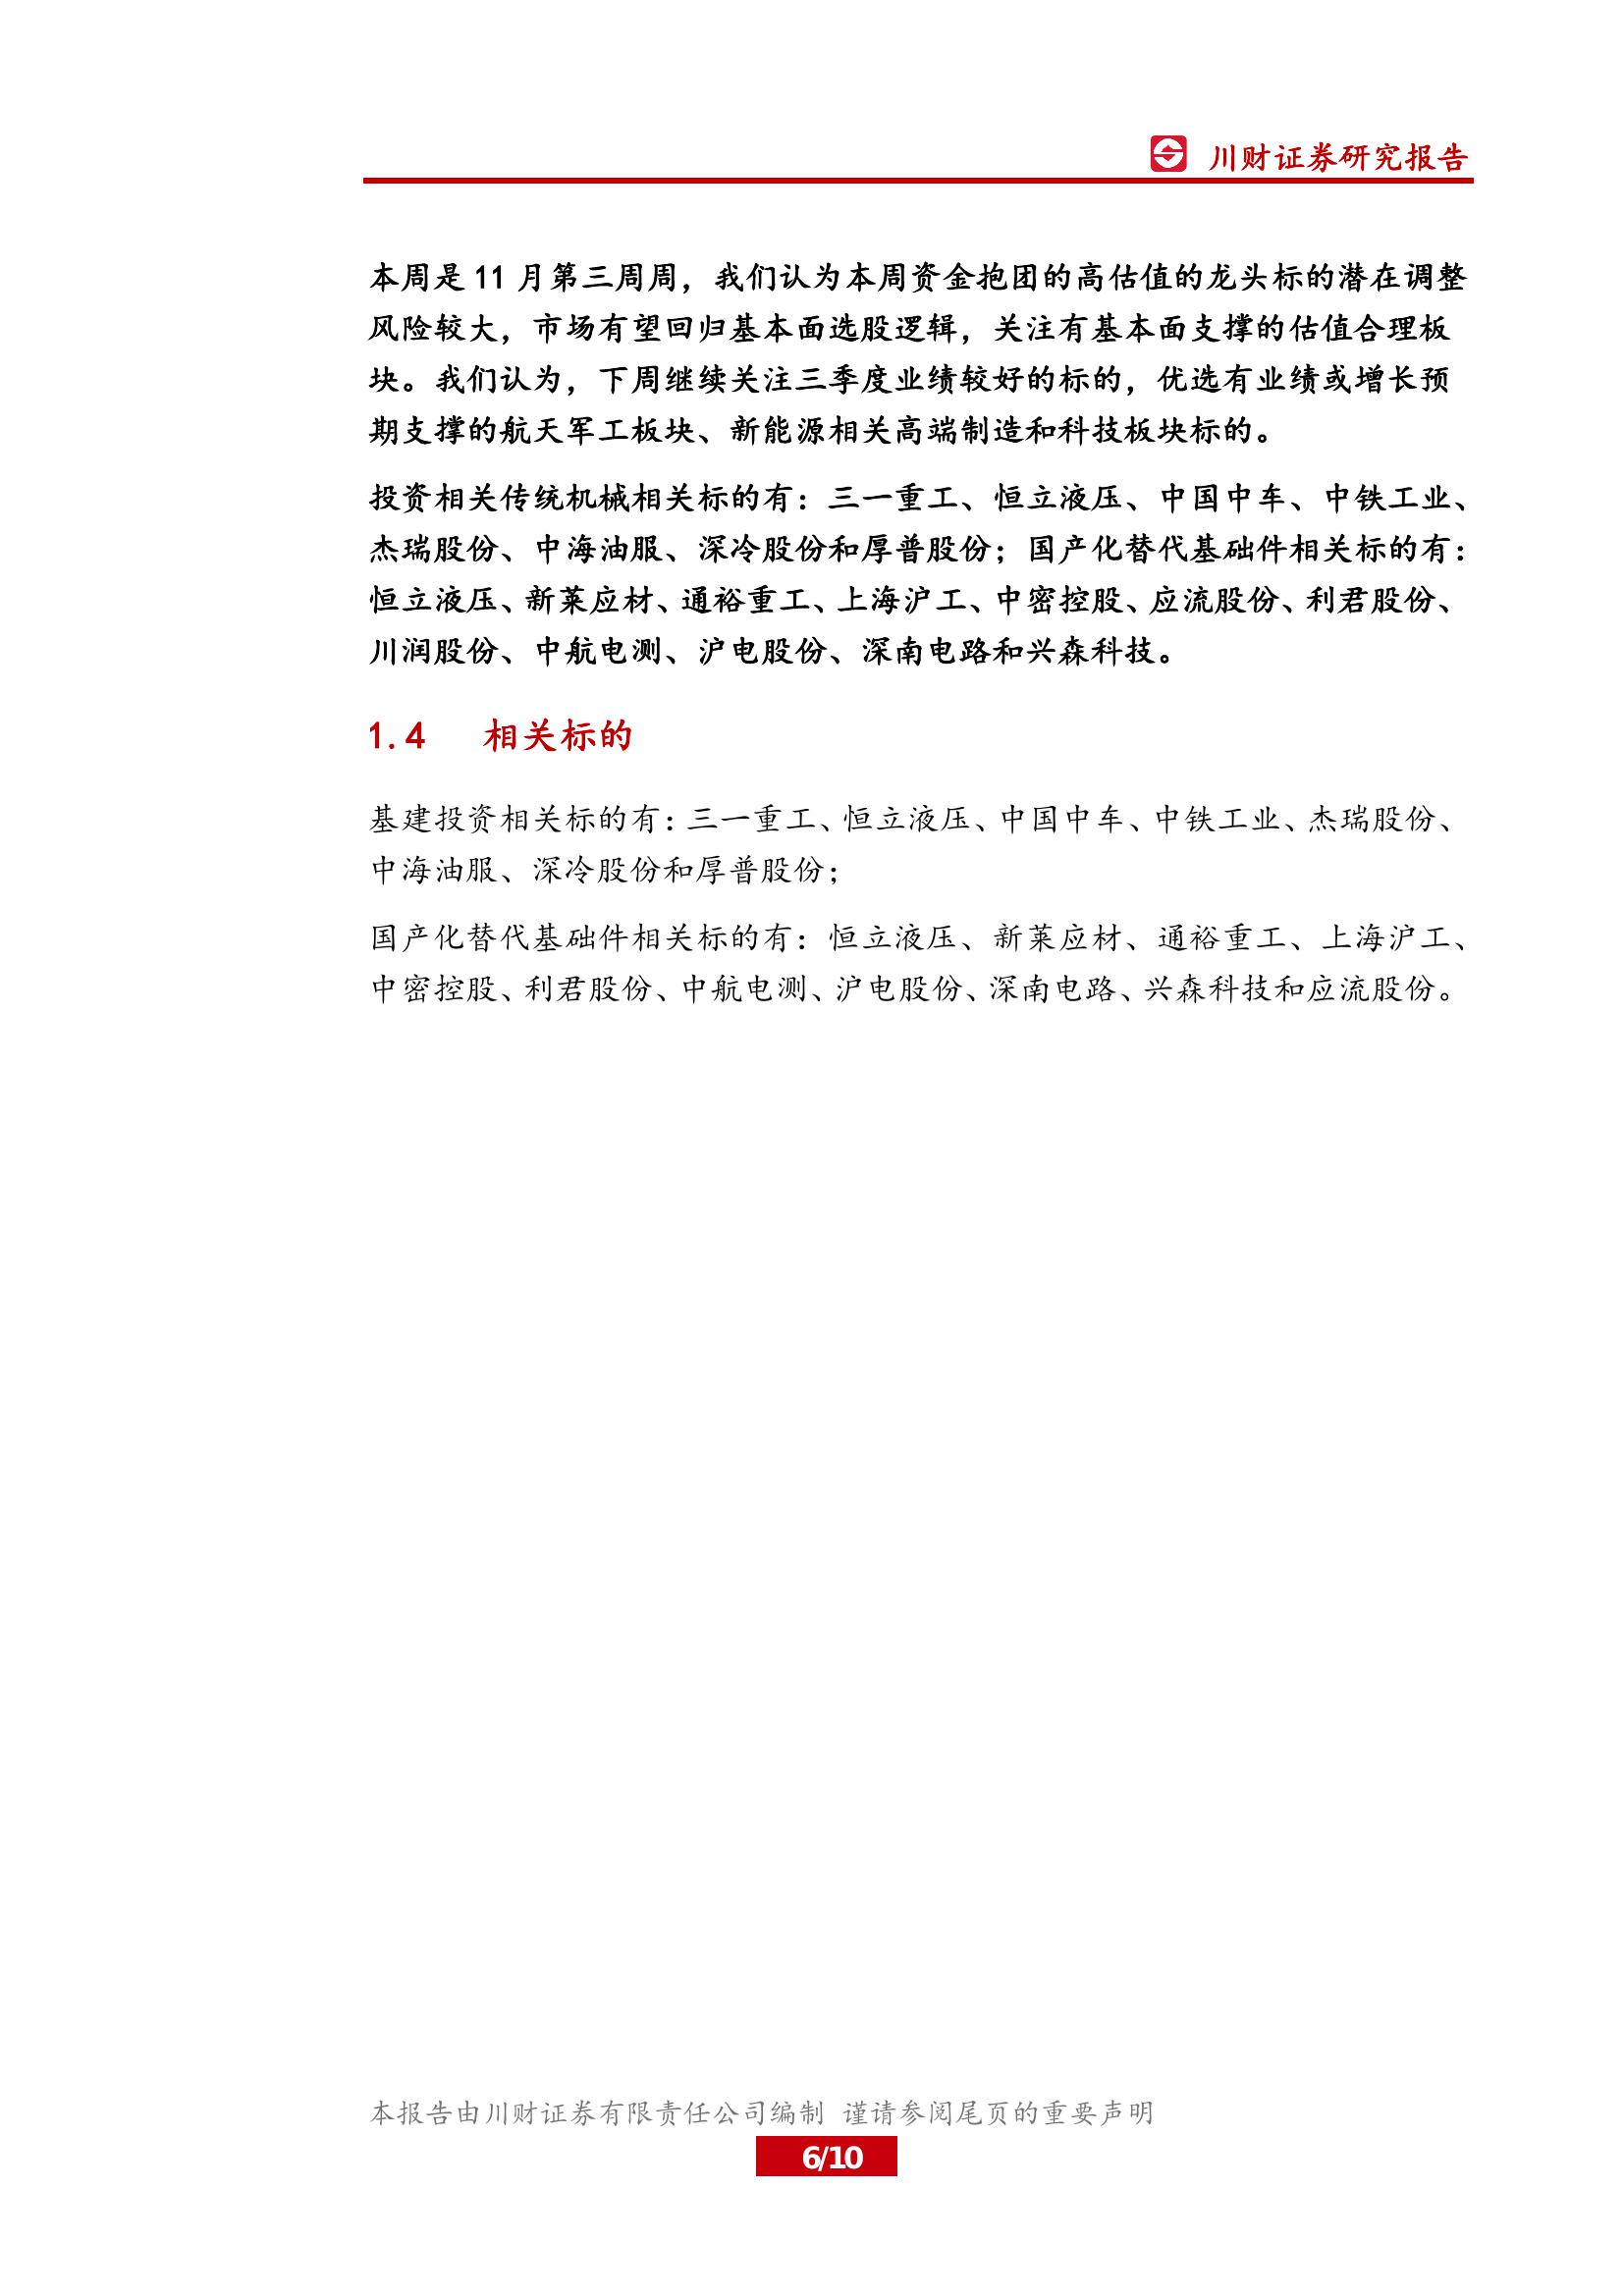 川财证券研究报告
本周是 11 月第三周周，我们认为本周资金抱团的高估值的龙头标的潜在调整
风险较大，市场有望回归基本面选股逻辑，关注有基本面支撑的估值合理板
块。我们认为，下周继续关注三季度业绩较好的标的，优选有业绩或增长预
期支撑的航天军工板块、新能源相关高端制造和科技板块标的。
投资相关传统机械相关标的有：三一重工、恒立液压、中国中车、中铁工业、
杰瑞股份、中海油服、深冷股份和厚普股份；国产化替代基础件相关标的有：
恒立液压、新莱应材、通裕重工、上海沪工、中密控股、应流股份、利君股份、
川润股份、中航电测、沪电股份、深南电路和兴森科技。
1.4 相关标的
基建投资相关标的有：三一重工、恒立液压、中国中车、中铁工业、杰瑞股份、
中海油服、深冷股份和厚普股份；
国产化替代基础件相关标的有：恒立液压、新莱应材、通裕重工、上海沪工、
中密控股、利君股份、中航电测、沪电股份、深南电路、兴森科技和应流股份。
本报告由川财证券有限责任公司编制 谨请参阅尾页的重要声明
6/10